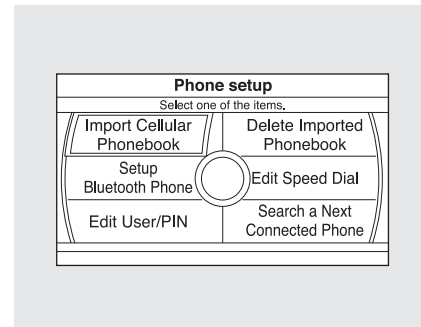 Phone setup
Select one of the items.
Import Cellular
Phonebook
Delete Imported
Phonebook
Setup
Bluetooth Phone
Edit Speed Dial
Edit User/PIN
Search a Next
Connected Phone